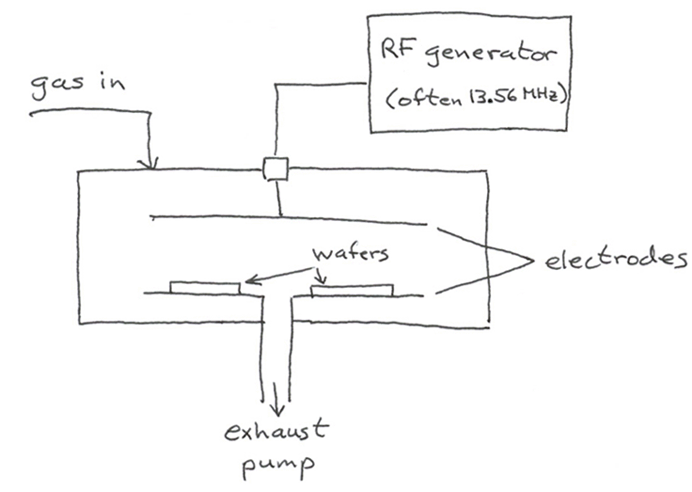 RF generator
(often 13.56 MHz)
gas in
wafers
electrodes
exhaust
pump